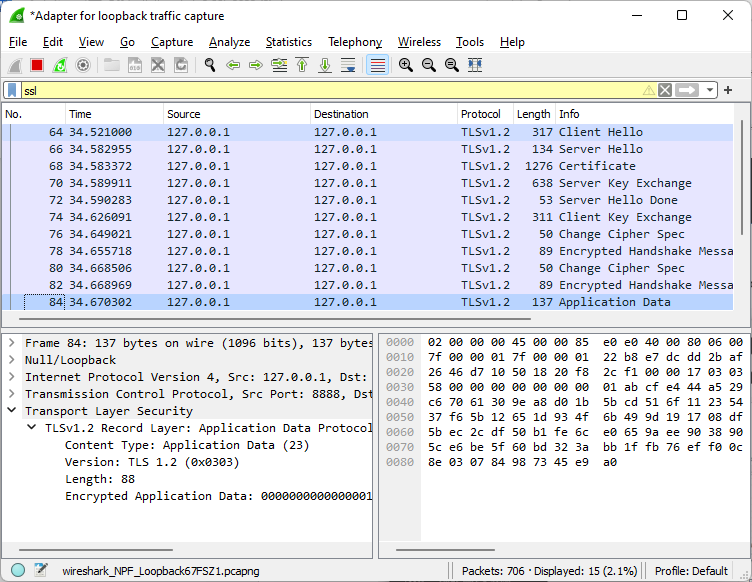 *Adapter for loopback traffic capture
File Edit View Go Capture Analyze Statistics Telephony Wireless Tools Help
ssl
No. Time Source Destination Protocol Length Info
64 34.521000 127.0.0.1 127.0.0.1 TLSv1.2 317 Client Hello
66 34.582955 127.0.0.1 127.0.0.1 TLSv1.2 134 Server Hello
68 34.583372 127.0.0.1 127.0.0.1 TLSv1.2 1276 Certificate
70 34.589911 127.0.0.1 127.0.0.1 TLSv1.2 638 Server Key Exchange
72 34.590283 127.0.0.1 127.0.0.1 TLSv1.2 53 Server Hello Done
74 34.626091 127.0.0.1 127.0.0.1 TLSv1.2 311 Client Key Exchange
76 34.649021 127.0.0.1 127.0.0.1 TLSv1.2 50 Change Cipher Spec
78 34.655718 127.0.0.1 127.0.0.1 TLSv1.2 89 Encrypted Handshake Messa
80 34.668506 127.0.0.1 127.0.0.1 TLSv1.2 50 Change Cipher Spec
82 34.668969 127.0.0.1 127.0.0.1 TLSv1.2 89 Encrypted Handshake Messa
84 34.670302 127.0.0.1 127.0.0.1 TLSv1.2 137 Application Data
Frame 84: 137 bytes on wire (1096 bits), 137 bytes
Null/Loopback
Internet Protocol Version 4, Src: 127.0.0.1, Dst:
Transmission Control Protocol, Src Port: 8888, Dst
Transport Layer Security
TLSv1.2 Record Layer: Application Data Protocol
Content Type: Application Data (23)
Version: TLS 1.2 (0x0303)
Length: 88
Encrypted Application Data: 0000000000000001
0000 02 00 00 00 45 00 00 85 e0 e0 40 00 80 06 00
0010 7f 00 00 01 7f 00 00 01 22 b8 e7 dc dd 2b af
0020 26 46 d7 10 50 18 20 f8 2c f1 00 00 17 03 03
0030 58 00 00 00 00 00 00 00 01 ab cf e4 44 a5 29
0040 c6 70 61 30 9e a8 d0 1b 5b cd 51 6f 11 23 54
0050 37 f6 5b 12 65 1d 93 4f 6b 49 9d 19 17 08 df
0060 5b ec 2c df 50 b1 fe 6c e0 65 9a ee 90 38 90
0070 5c e6 be 5f 60 bd 32 3a bb 1f fb 76 ef f0 0c
0080 8e 03 07 84 98 73 45 e9 a0
wireshark_NPF_Loopback67FSZ1.pcapng
Packets: 706 · Displayed: 15 (2.1%)
Profile: Default